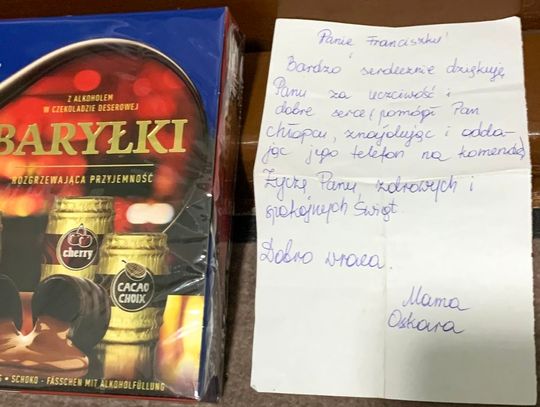 Z ALKOHOLEM
W CZEKOLADZIE DESEROWEJ
BARYŁKI
ROZGRZEWAJĄCA PRZYJEMNOŚĆ
cherry
CACAO
CHOIX
• SCHOKO - FÄSSCHEN MIT ALKOHOLFÜLLUNG
Panie Franciszku!
Bardzo serdecznie dziękuję
Panu za uczciwość i
dobre serce, pomógł Pan
chłopcu, znajdując i odda-
jąc jego telefon na komendę
Życzę Panu zdrowych i
spokojnych Świąt.
Dobro wraca.
Mama
Oskara